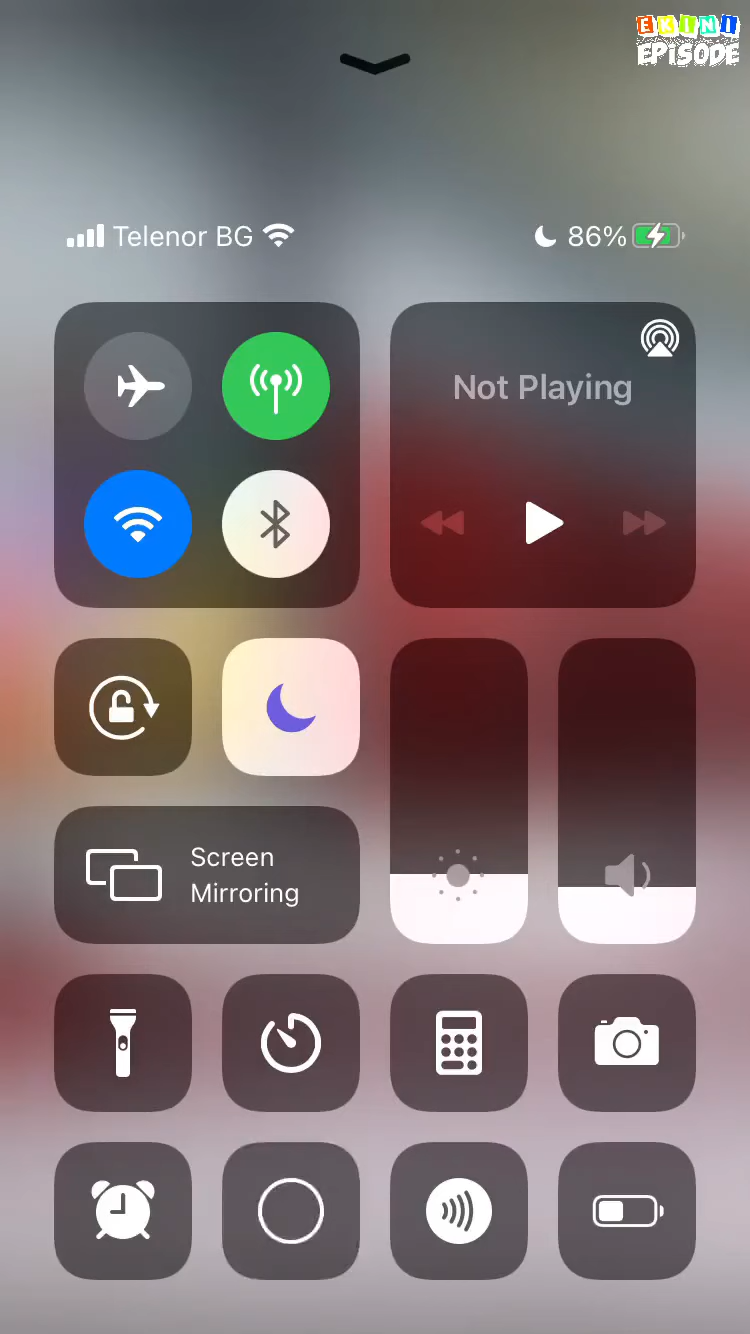 EKINI
EPISODE
Telenor BG
86%
Not Playing
Screen
Mirroring